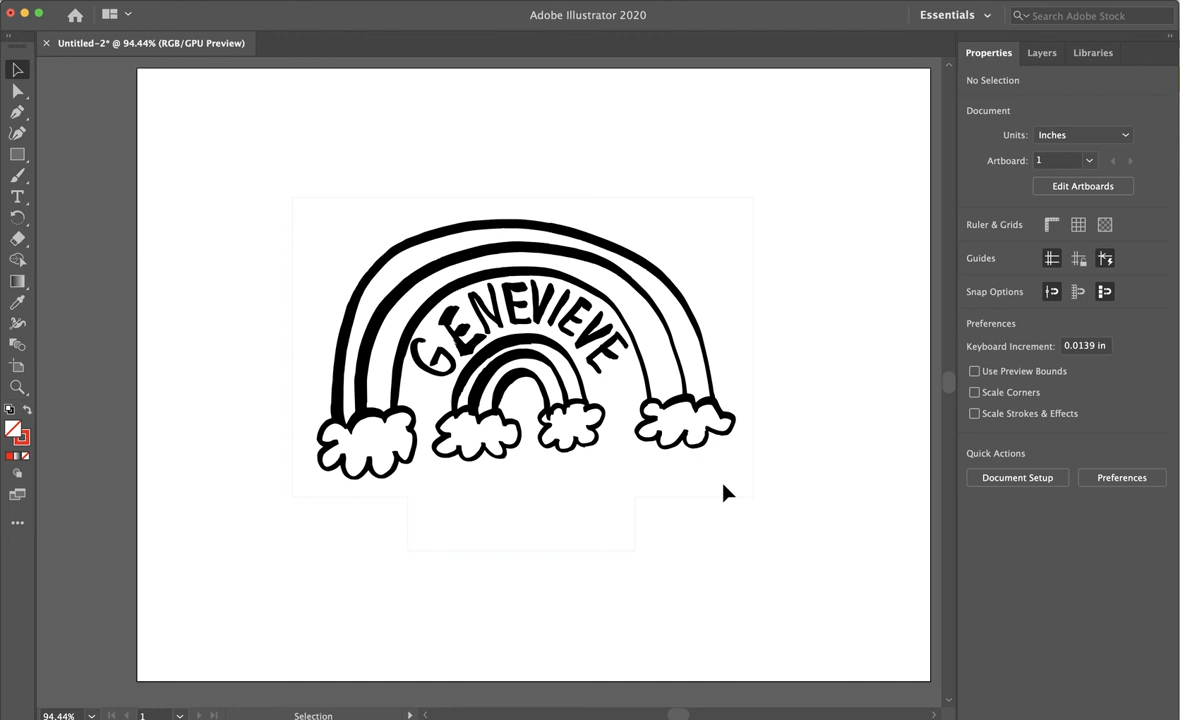 Adobe Illustrator 2020
Essentials
Search Adobe Stock
× Untitled-2* @ 94.44% (RGB/GPU Preview)
Properties
Layers
Libraries
No Selection
Document
Units: Inches
Artboard: 1
Edit Artboards
Ruler & Grids
Guides
Snap Options
Preferences
Keyboard Increment: 0.0139 in
Use Preview Bounds
Scale Corners
Scale Strokes & Effects
Quick Actions
Document Setup
Preferences
GENEVIEVE
94.44%
1
Selection